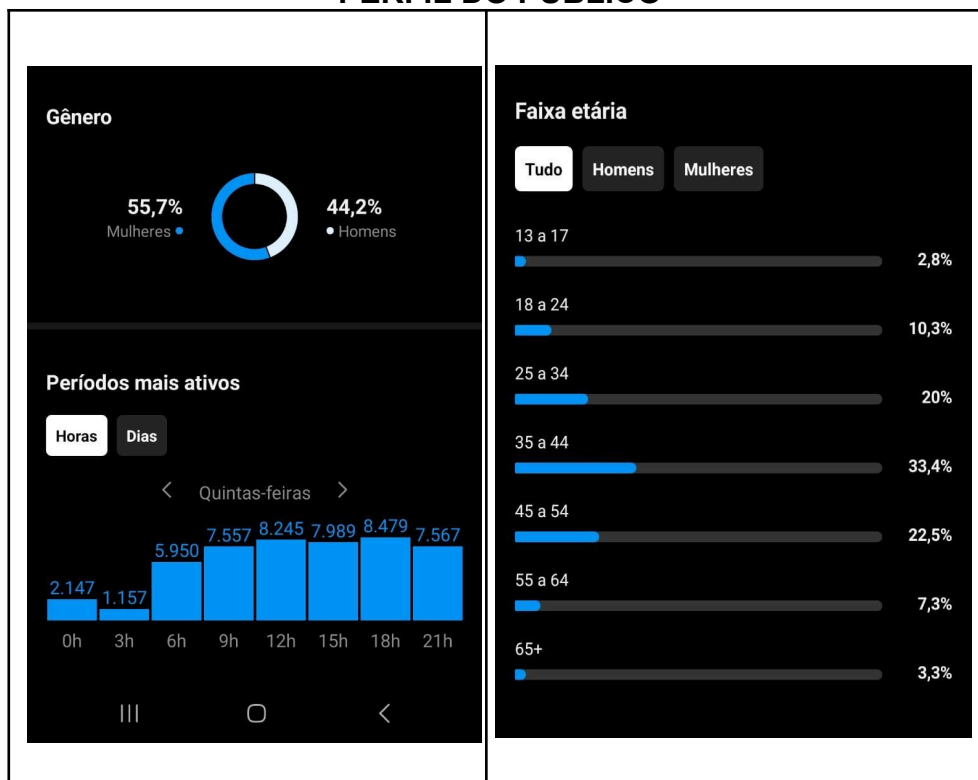 PERFIL DO PÚBLICO
Gênero
55,7%
Mulheres
44,2%
Homens
Períodos mais ativos
Horas Dias
Quintas-feiras
2.147 1.157 5.950 7.557 8.245 7.989 8.479 7.567
0h 3h 6h 9h 12h 15h 18h 21h
Faixa etária
Tudo Homens Mulheres
13 a 17
2,8%
18 a 24
10,3%
25 a 34
20%
35 a 44
33,4%
45 a 54
22,5%
55 a 64
7,3%
65+
3,3%